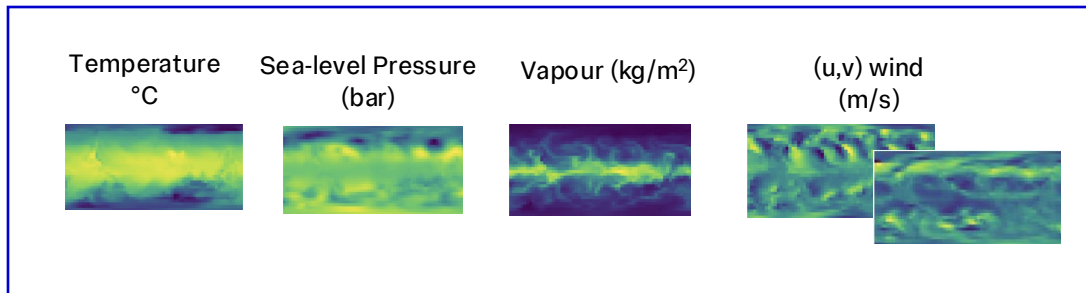 Temperature
°C
Sea-level Pressure
(bar)
Vapour (kg/m²)
(u,v) wind
(m/s)